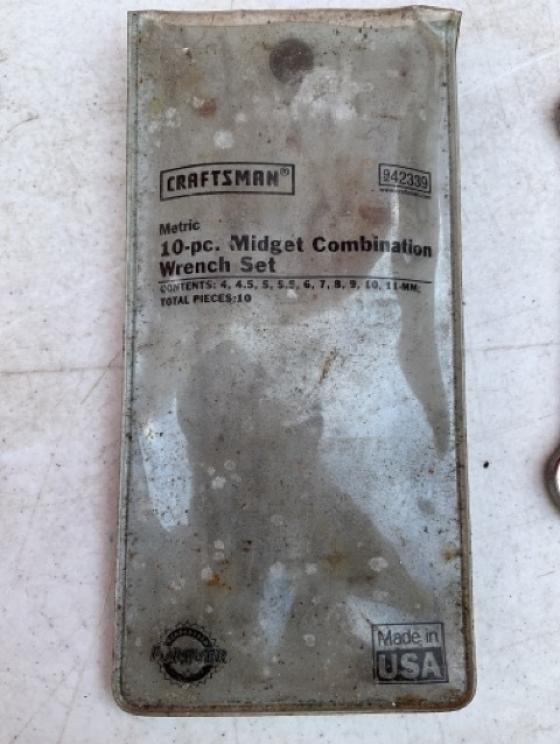 CRAFTSMAN®
942339
Metric
10-pc. Midget Combination
Wrench Set
CONTENTS: 4, 4.5, 5, 5.5, 6, 7, 8, 9, 10, 11-MM.
TOTAL PIECES:10
FOREVER
Made in
USA